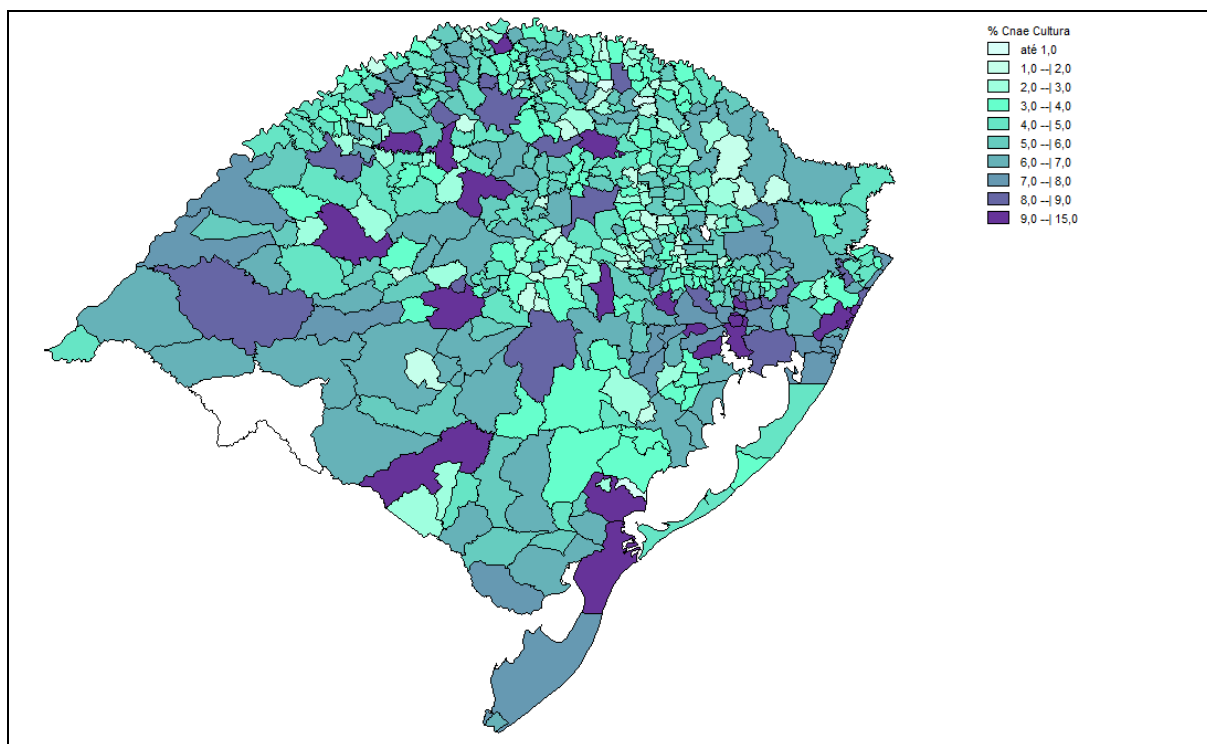 % Cnae Cultura
até 1,0
1,0 --| 2,0
2,0 --| 3,0
3,0 --| 4,0
4,0 --| 5,0
5,0 --| 6,0
6,0 --| 7,0
7,0 --| 8,0
8,0 --| 9,0
9,0 --| 15,0